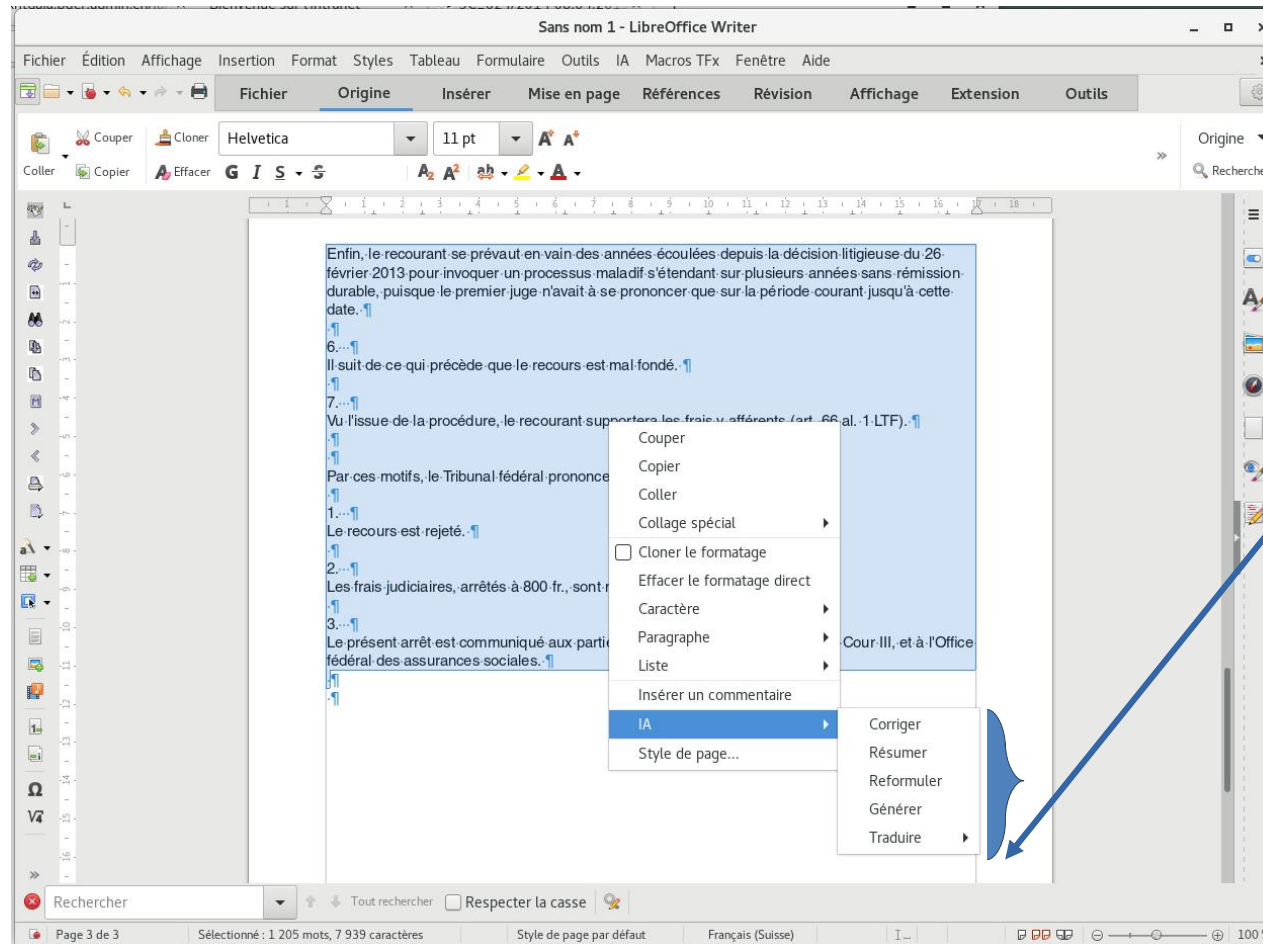 Sans nom 1 - LibreOffice Writer
Fichier Édition Affichage Insertion Format Styles Tableau Formulaire Outils IA Macros TFx Fenêtre Aide
Fichier Origine Insérer Mise en page Références Révision Affichage Extension Outils
Couper Cloner Helvetica 11 pt Origine
Coller Copier Effacer G I S Recherche
Enfin, le recourant se prévaut en vain des années écoulées depuis la décision litigieuse du 26
février 2013 pour invoquer un processus maladif s'étendant sur plusieurs années sans rémission
durable, puisque le premier juge n'avait à se prononcer que sur la période courant jusqu'à cette
date. ¶
¶
6. ¶
Il suit de ce qui précède que le recours est mal fondé. ¶
¶
7. ¶
Vu l'issue de la procédure, le recourant supportera les frais y afférents (art. 66 al. 1 LTF). ¶
¶
¶
Par ces motifs, le Tribunal fédéral prononce
¶
1. ¶
Le recours est rejeté. ¶
¶
2. ¶
Les frais judiciaires, arrêtés à 800 fr., sont
¶
3. ¶
Le présent arrêt est communiqué aux Cour III, et à l'Office
fédéral des assurances sociales. ¶
¶
¶
Couper
Copier
Coller
Collage spécial
Cloner le formatage
Effacer le formatage direct
Caractère
Paragraphe
Liste
Insérer un commentaire
IA
Style de page...
Corriger
Résumer
Reformuler
Générer
Traduire
Rechercher Tout rechercher Respecter la casse
Page 3 de 3 Sélectionné : 1 205 mots, 7 939 caractères Style de page par défaut Français (Suisse) 100